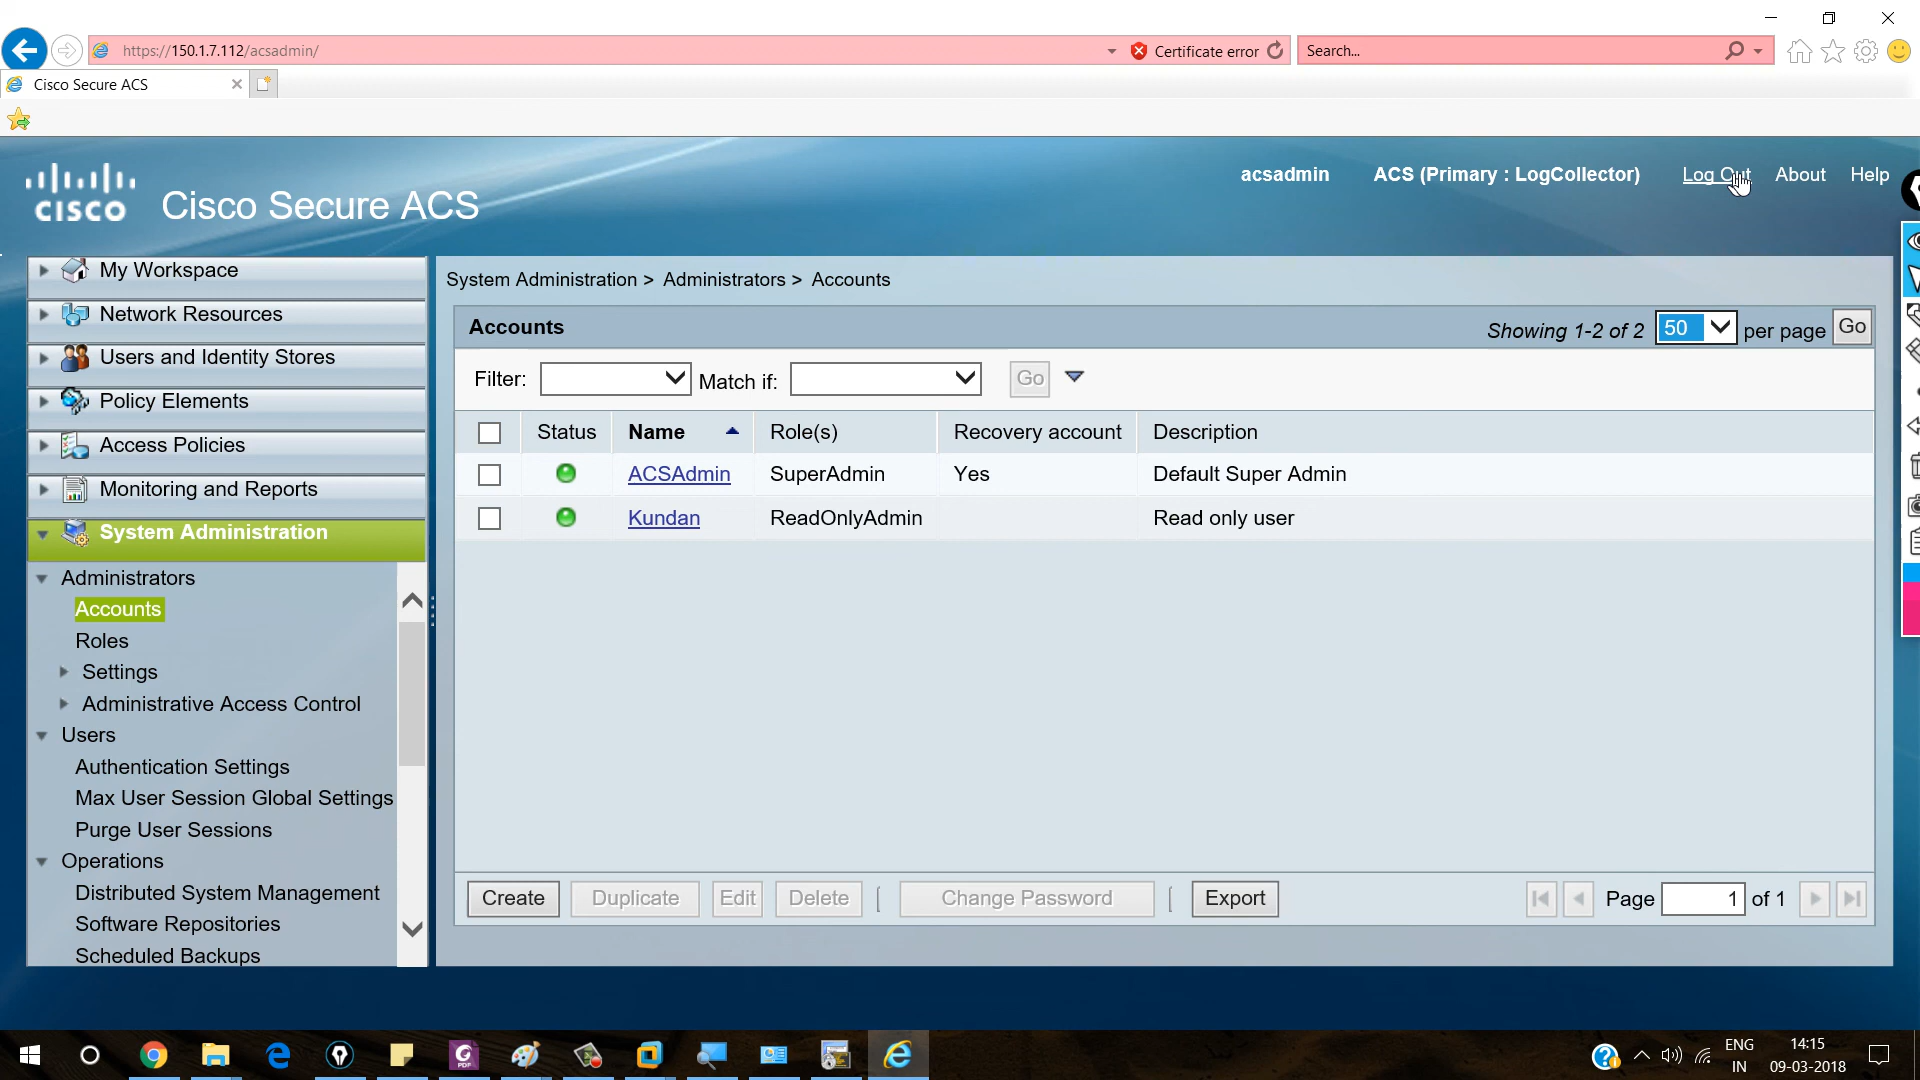 https://150.1.7.112/acsadmin/
Certificate error
Search...
Cisco Secure ACS
CISCO
Cisco Secure ACS
acsadmin
ACS (Primary : LogCollector)
Log Out
About
Help
My Workspace
Network Resources
Users and Identity Stores
Policy Elements
Access Policies
Monitoring and Reports
System Administration
Administrators
Accounts
Roles
Settings
Administrative Access Control
Users
Authentication Settings
Max User Session Global Settings
Purge User Sessions
Operations
Distributed System Management
Software Repositories
Scheduled Backups
System Administration > Administrators > Accounts
Accounts
Showing 1-2 of 2 50 per page Go
Filter: Match if: Go
Status Name Role(s) Recovery account Description
ACSAdmin SuperAdmin Yes Default Super Admin
Kundan ReadOnlyAdmin Read only user
Create Duplicate Edit Delete | Change Password | Export
Page 1 of 1
ENG
IN
14:15
09-03-2018